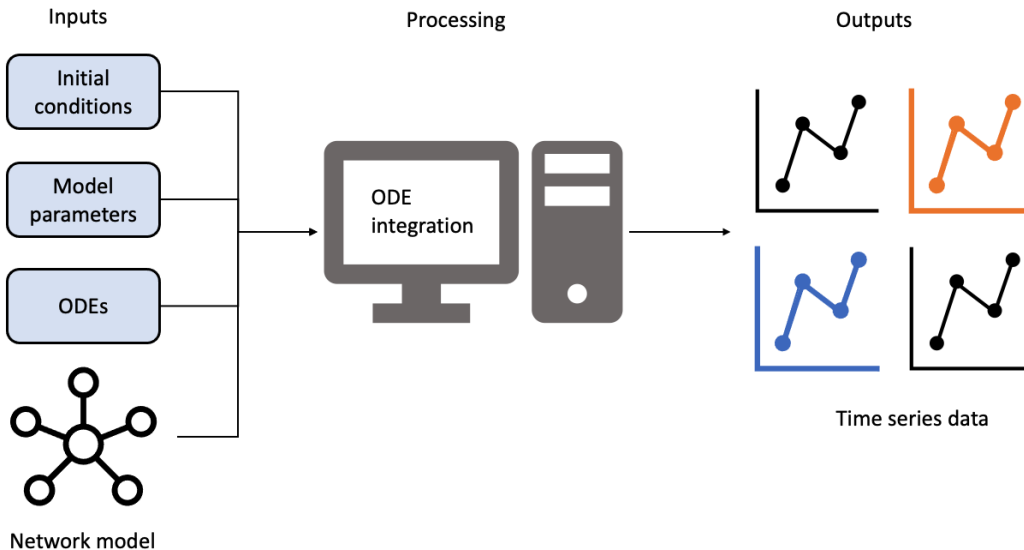 Inputs
Processing
Outputs
Initial
conditions
Model
parameters
ODEs
Network model
ODE
integration
Time series data